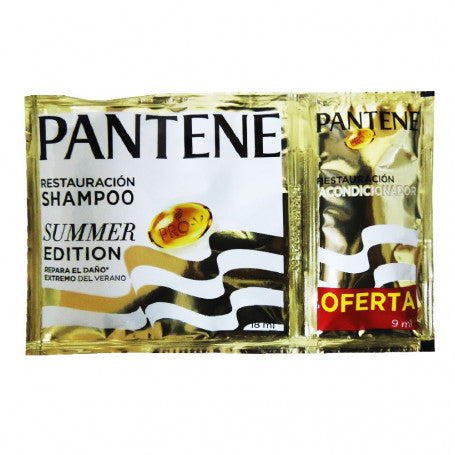 PANTENE
RESTAURACIÓN
SHAMPOO
SUMMER
EDITION
REPARA EL DAÑO*
EXTREMO DEL VERANO
PRO-V
18 ml
PANTENE
RESTAURACIÓN
ACONDICIONADOR
OFERTA
9 ml